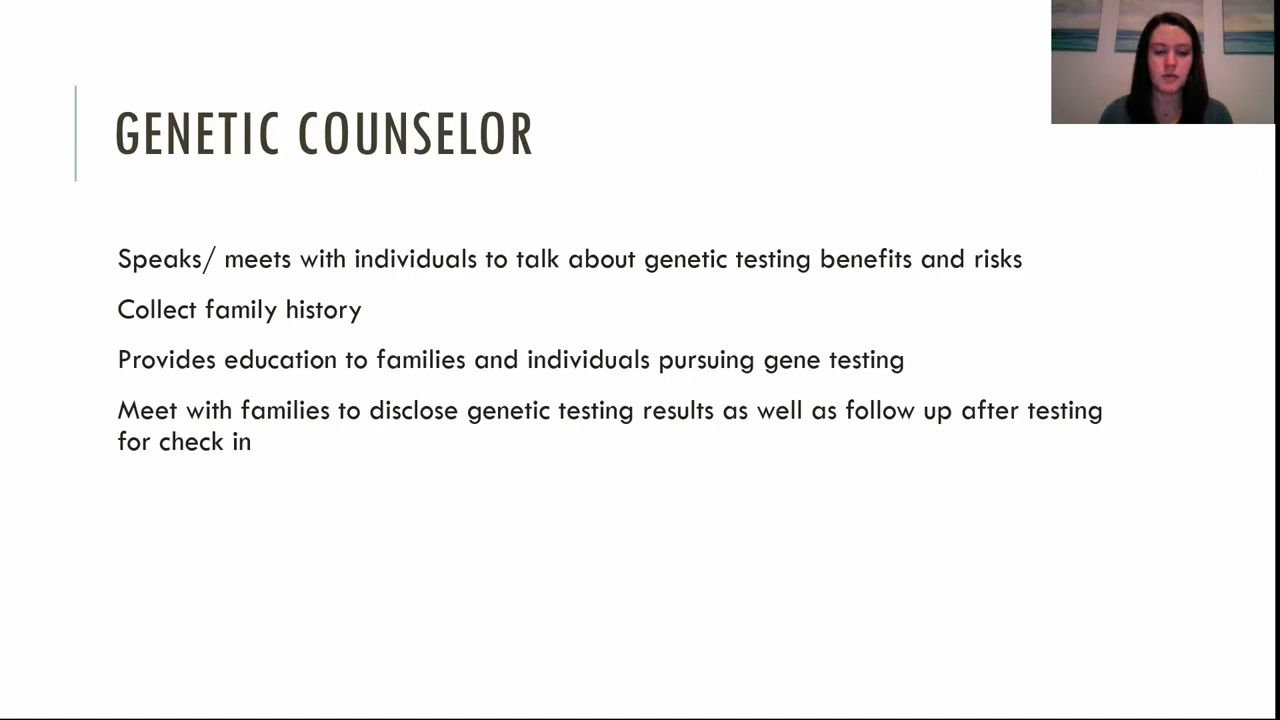 GENETIC COUNSELOR
Speaks/ meets with individuals to talk about genetic testing benefits and risks
Collect family history
Provides education to families and individuals pursuing gene testing
Meet with families to disclose genetic testing results as well as follow up after testing
for check in